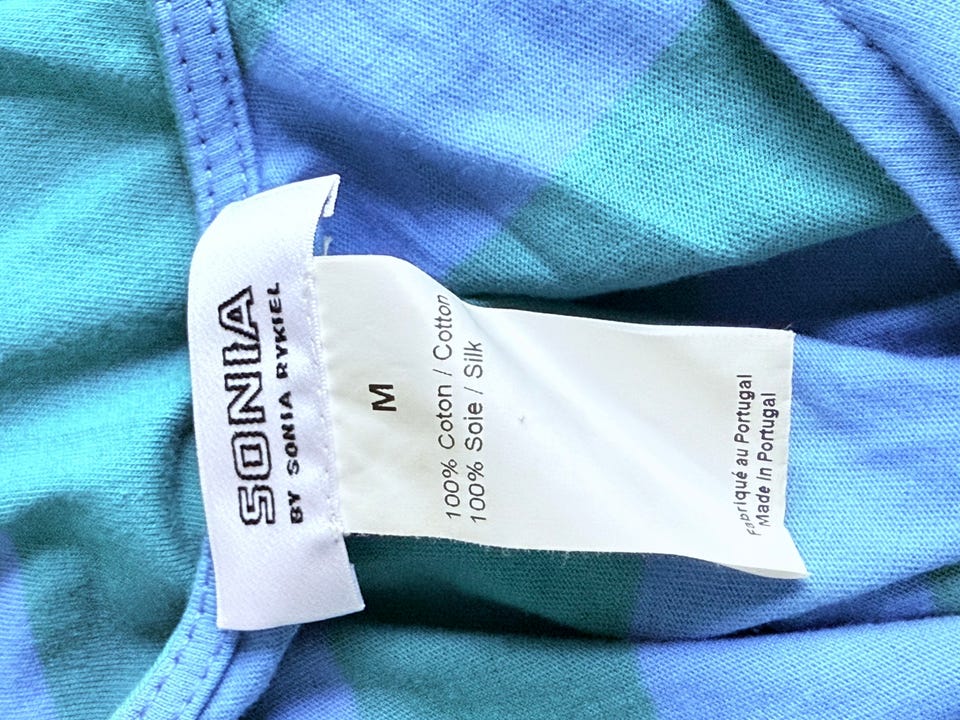 SONIA
BY SONIA RYKIEL
M
100% Coton / Cotton
100% Soie / Silk
Fabriqué au Portugal
Made In Portugal